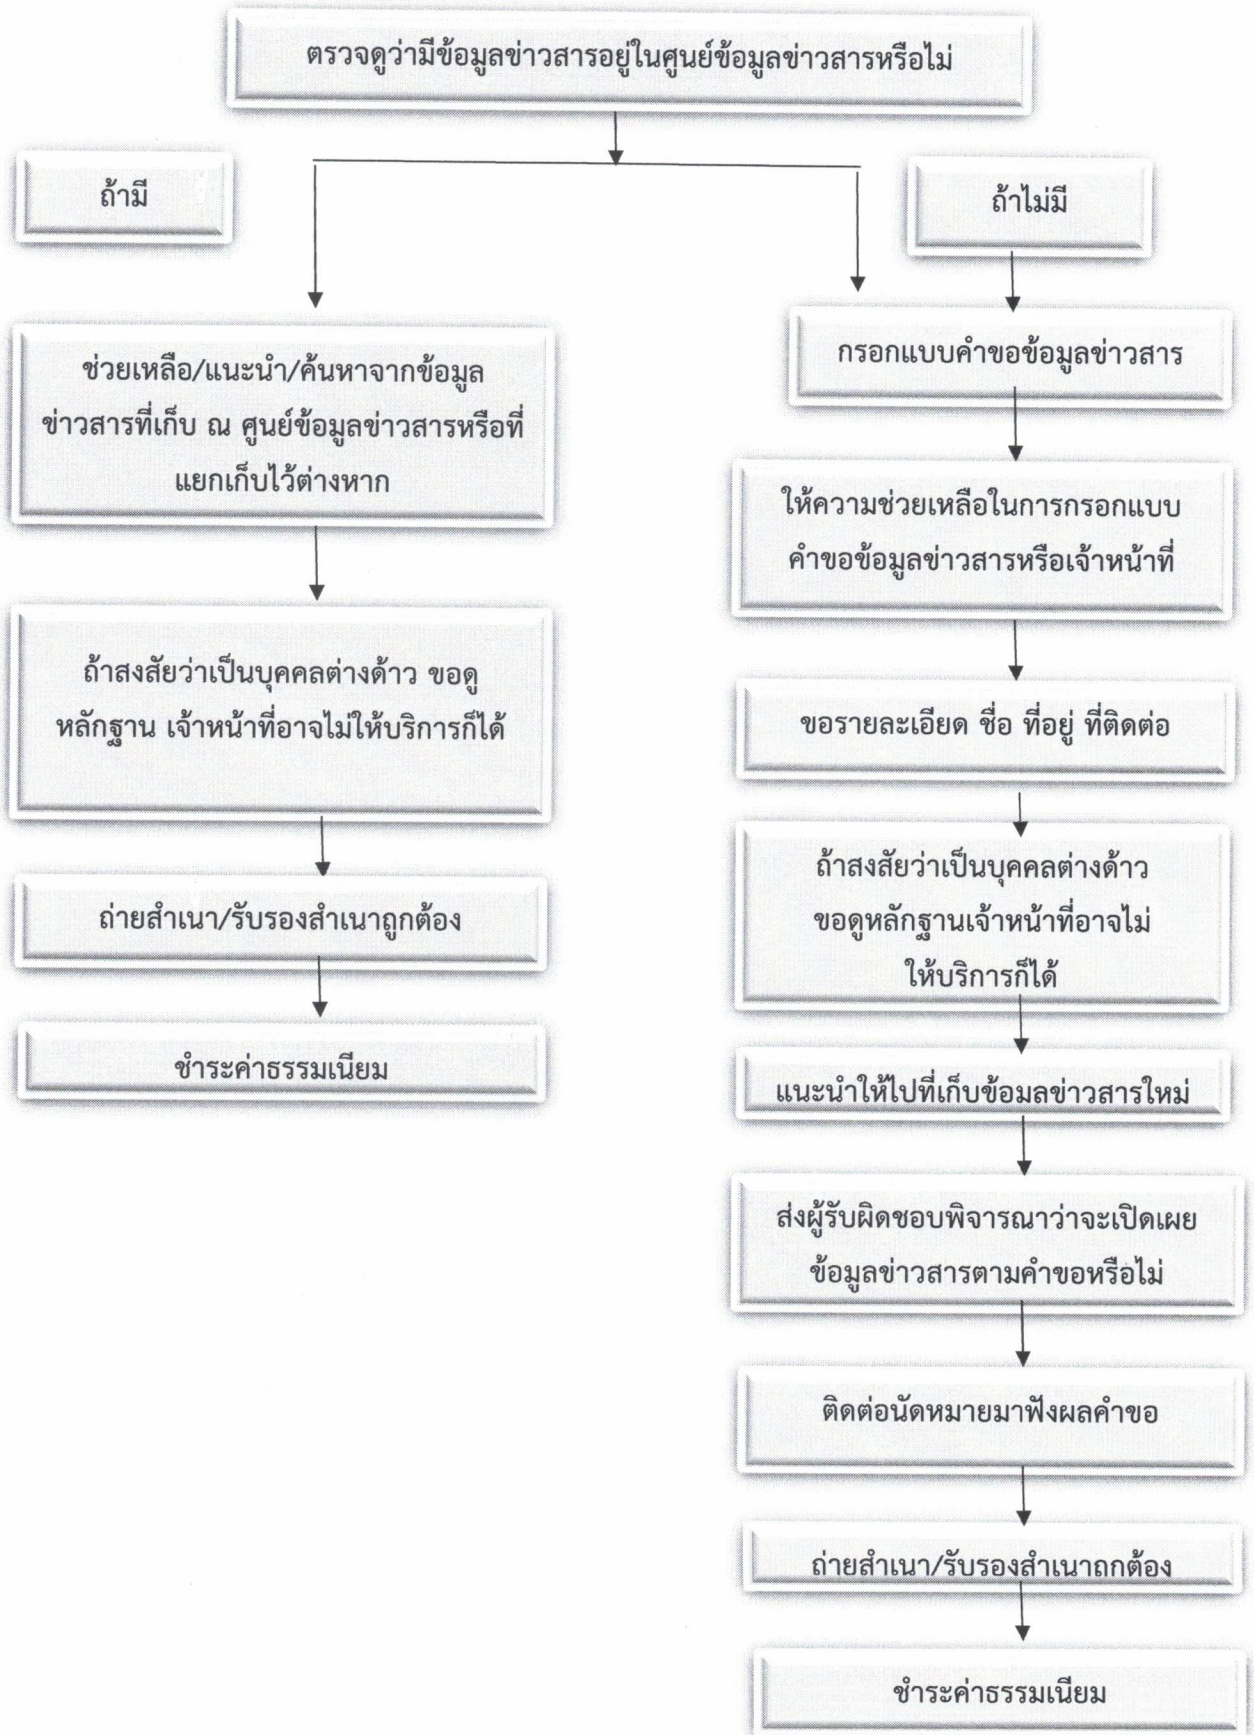 ตรวจดูว่ามีข้อมูลข่าวสารอยู่ในศูนย์ข้อมูลข่าวสารหรือไม่
ถ้ามี
ถ้าไม่มี
ช่วยเหลือ/แนะนำ/ค้นหาจากข้อมูล
ข่าวสารที่เก็บ ณ ศูนย์ข้อมูลข่าวสารหรือที่
แยกเก็บไว้ต่างหาก
ถ้าสงสัยว่าเป็นบุคคลต่างด้าว ขอดู
หลักฐาน เจ้าหน้าที่อาจไม่ให้บริการก็ได้
ถ่ายสำเนา/รับรองสำเนาถูกต้อง
ชำระค่าธรรมเนียม
กรอกแบบคำขอข้อมูลข่าวสาร
ให้ความช่วยเหลือในการกรอกแบบ
คำขอข้อมูลข่าวสารหรือเจ้าหน้าที่
ขอรายละเอียด ชื่อ ที่อยู่ ที่ติดต่อ
ถ้าสงสัยว่าเป็นบุคคลต่างด้าว
ขอดูหลักฐานเจ้าหน้าที่อาจไม่
ให้บริการก็ได้
แนะนำให้ไปที่เก็บข้อมูลข่าวสารใหม่
ส่งผู้รับผิดชอบพิจารณาว่าจะเปิดเผย
ข้อมูลข่าวสารตามคำขอหรือไม่
ติดต่อนัดหมายมาฟังผลคำขอ
ถ่ายสำเนา/รับรองสำเนาถูกต้อง
ชำระค่าธรรมเนียม